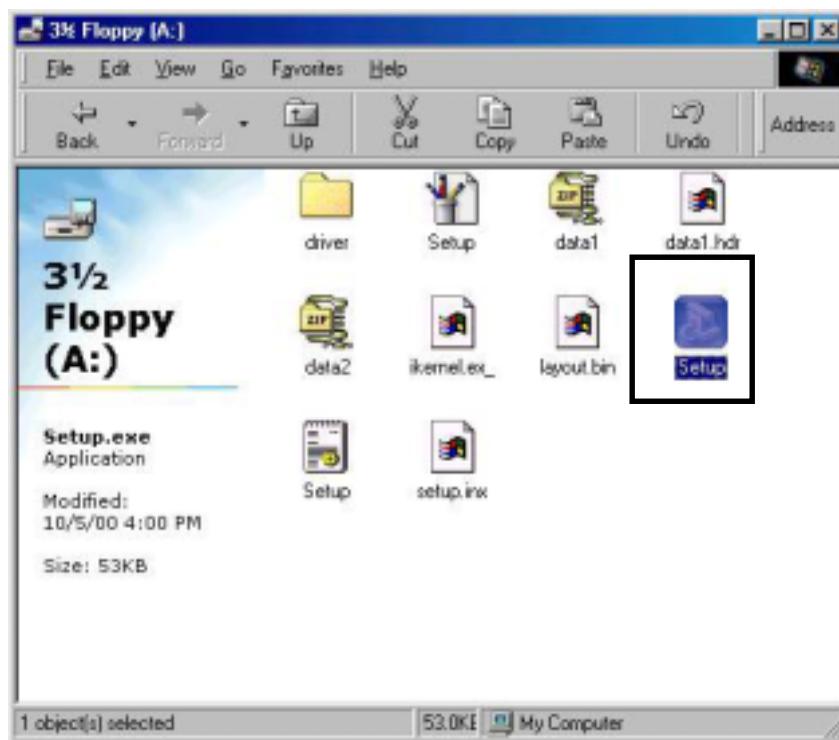 3½ Floppy (A:)
File Edit View Go Favorites Help
Back Forward Up Cut Copy Paste Undo Address
driver Setup data1 data1.hdr
3½
Floppy
(A:)
data2 ikernel.ex_ layout.bin Setup
Setup.exe
Application
Setup setup.inx
Modified:
10/5/00 4:00 PM
Size: 53KB
1 object(s) selected 53.0KB My Computer